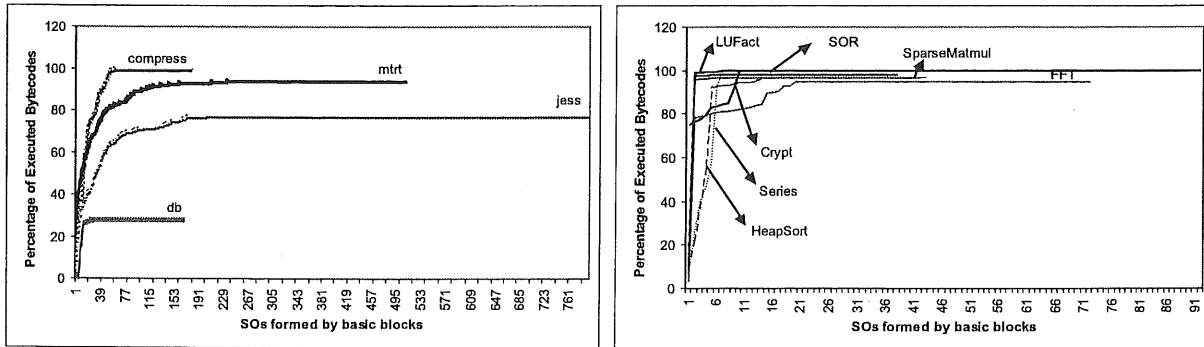 Percentage of Executed Bytecodes
120
100
80
60
40
20
0
compress
mtrt
jess
db
1 39 77 115 153 191 229 267 305 343 381 419 457 495 533 571 609 647 685 723 761
SOs formed by basic blocks
Percentage of Executed Bytecodes
120
100
80
60
40
20
0
LUFact
SOR
SparseMatmul
FFT
Crypt
Series
HeapSort
1 6 11 16 21 26 31 36 41 46 51 56 61 66 71 76 81 86 91
SOs formed by basic blocks